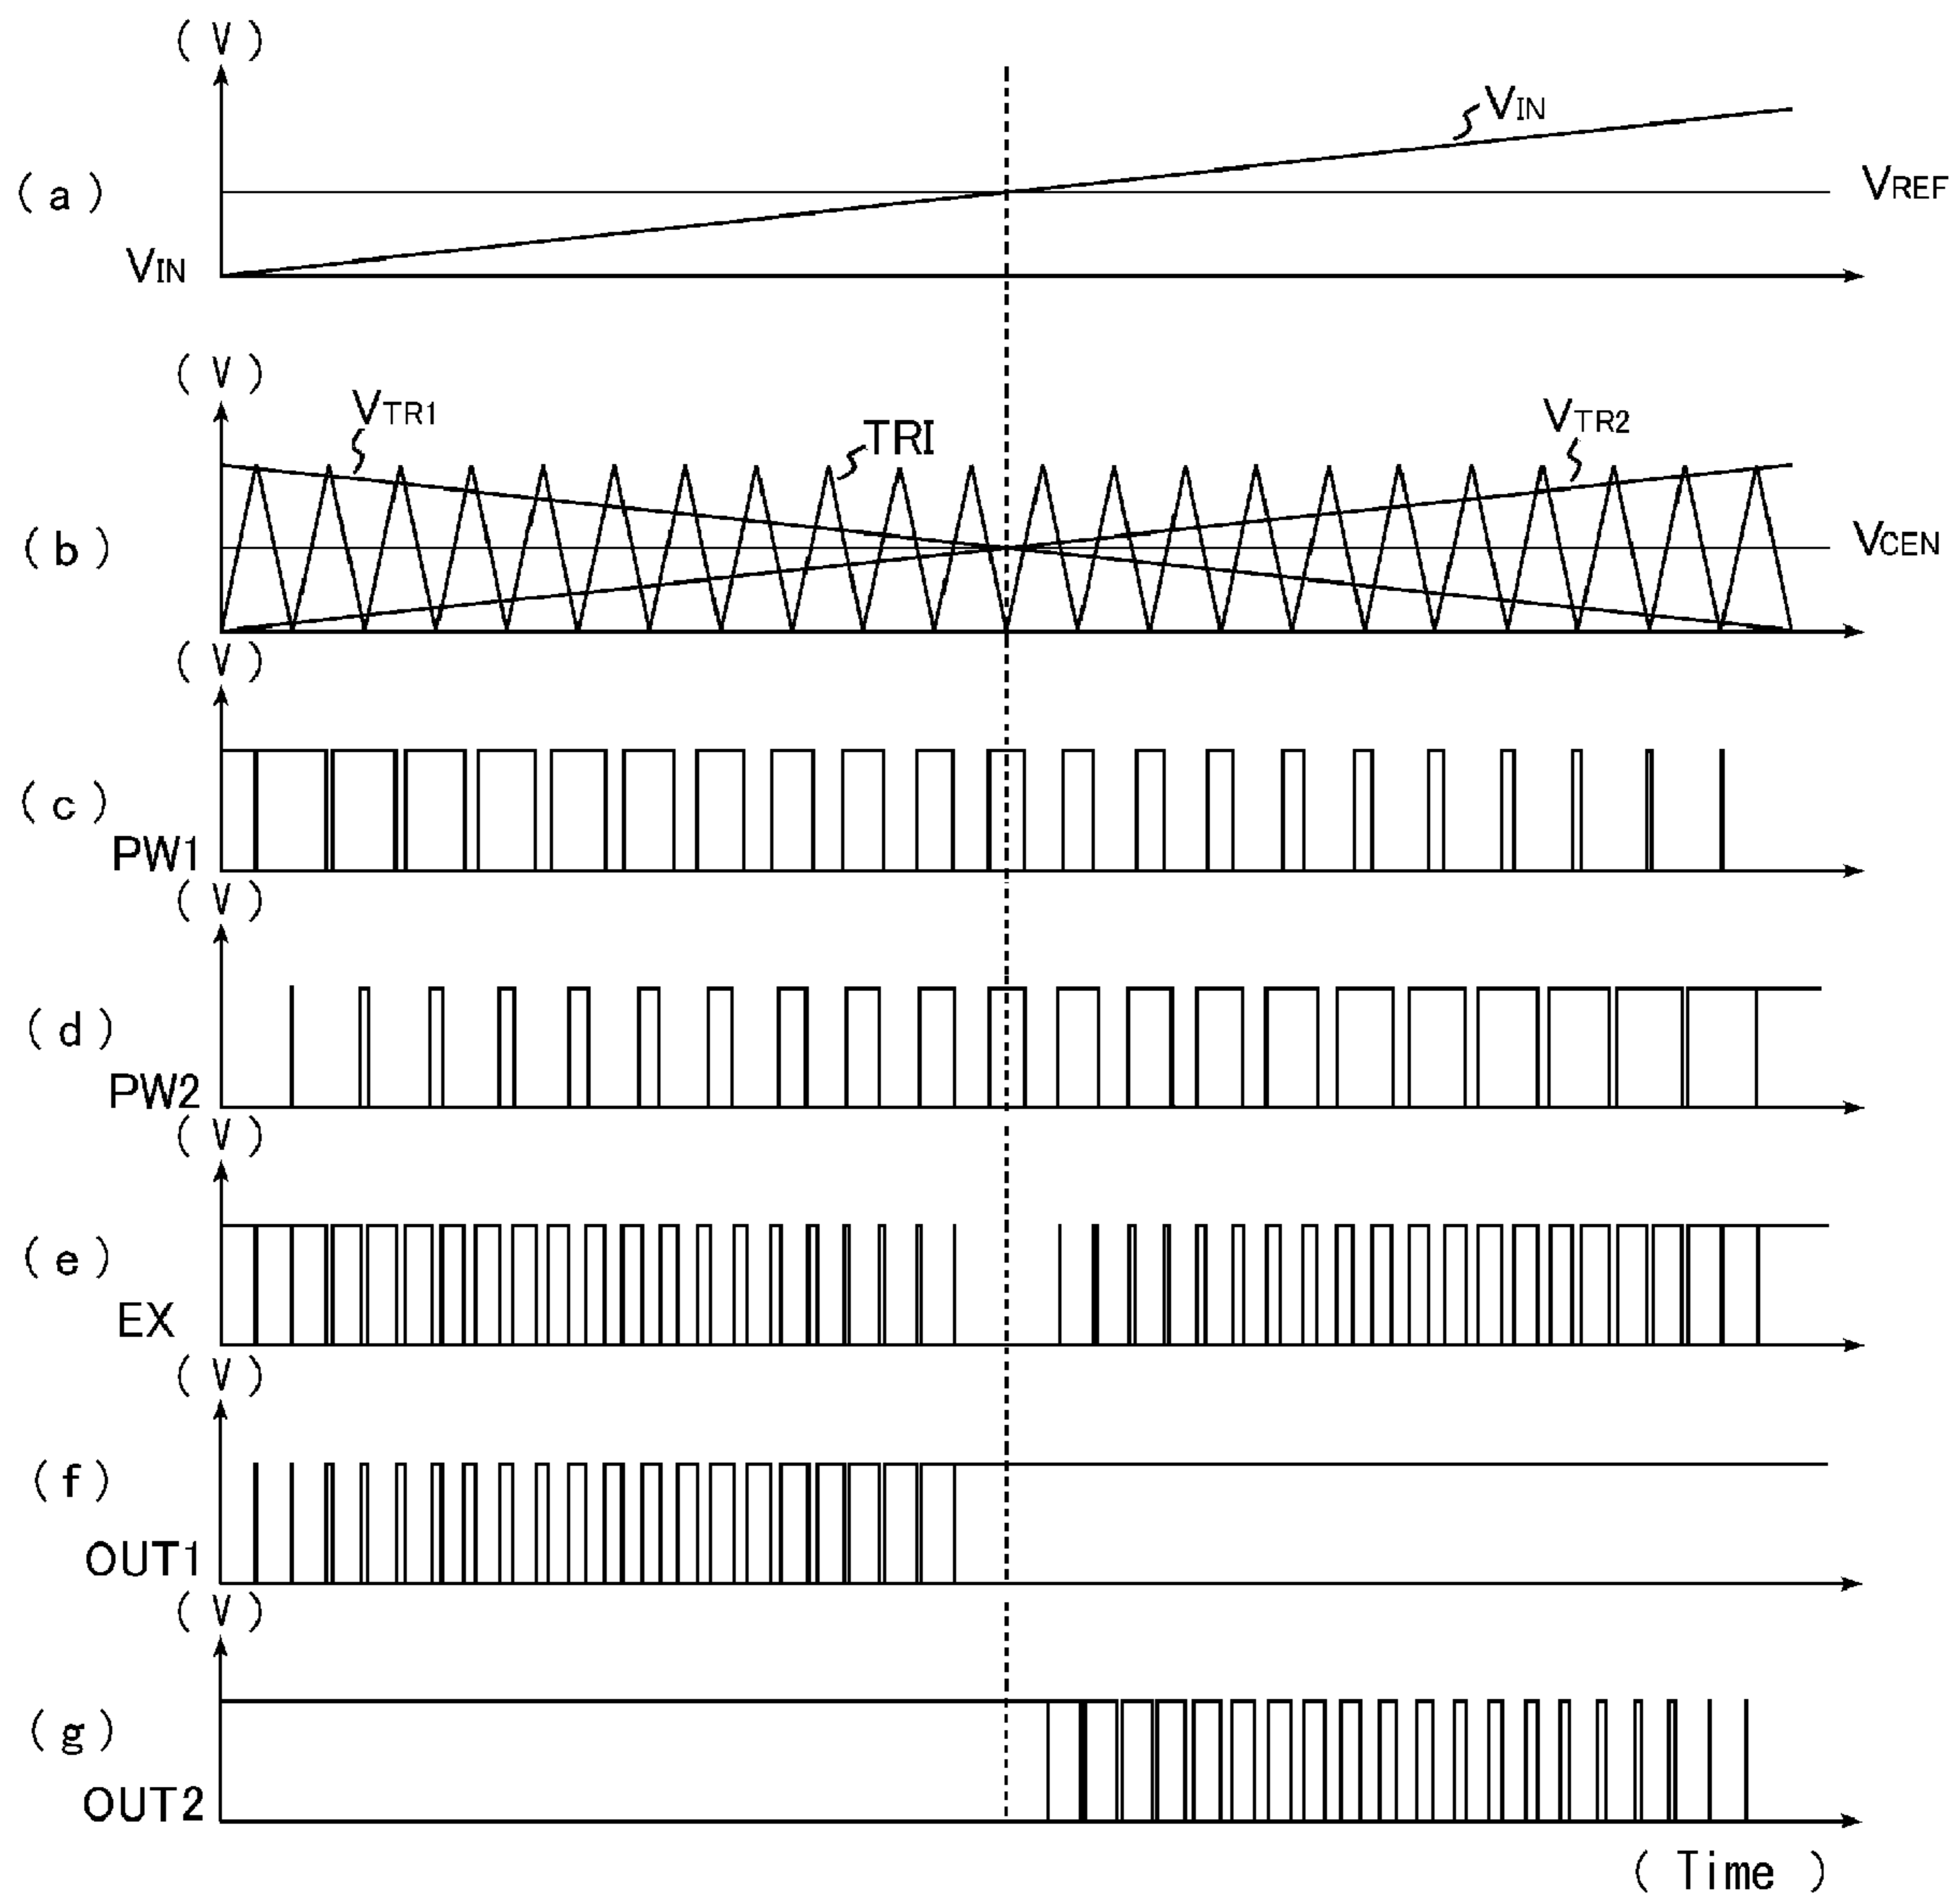 ( V )
VIN
( a )
VREF
VIN
( V )
VTR1
TRI
VTR2
( b )
VCEN
( V )
( c )
PW1
( V )
( d )
PW2
( V )
( e )
EX
( V )
( f )
OUT1
( V )
( g )
OUT2
( Time )